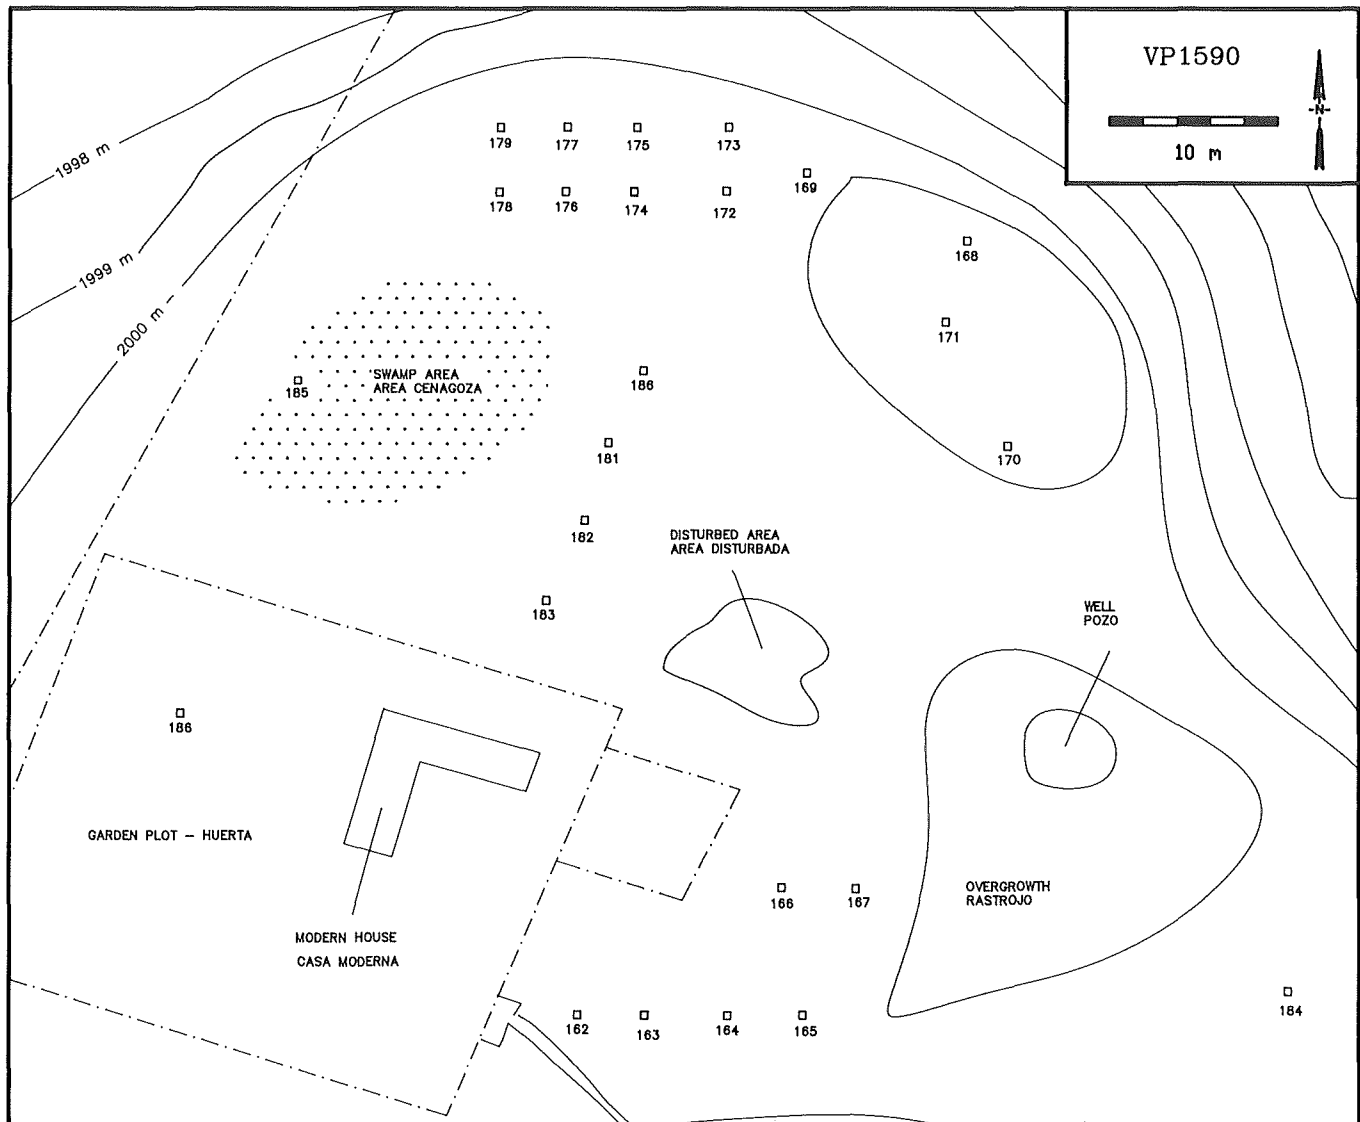 VP1590
-N-
10 m
1998 m
1999 m
2000 m
179
177
175
173
169
178
176
174
172
168
171
170
185
SWAMP AREA
AREA CENAGOZA
186
181
182
183
DISTURBED AREA
AREA DISTURBADA
WELL
POZO
186
GARDEN PLOT – HUERTA
MODERN HOUSE
CASA MODERNA
166
167
OVERGROWTH
RASTROJO
162
163
164
165
184